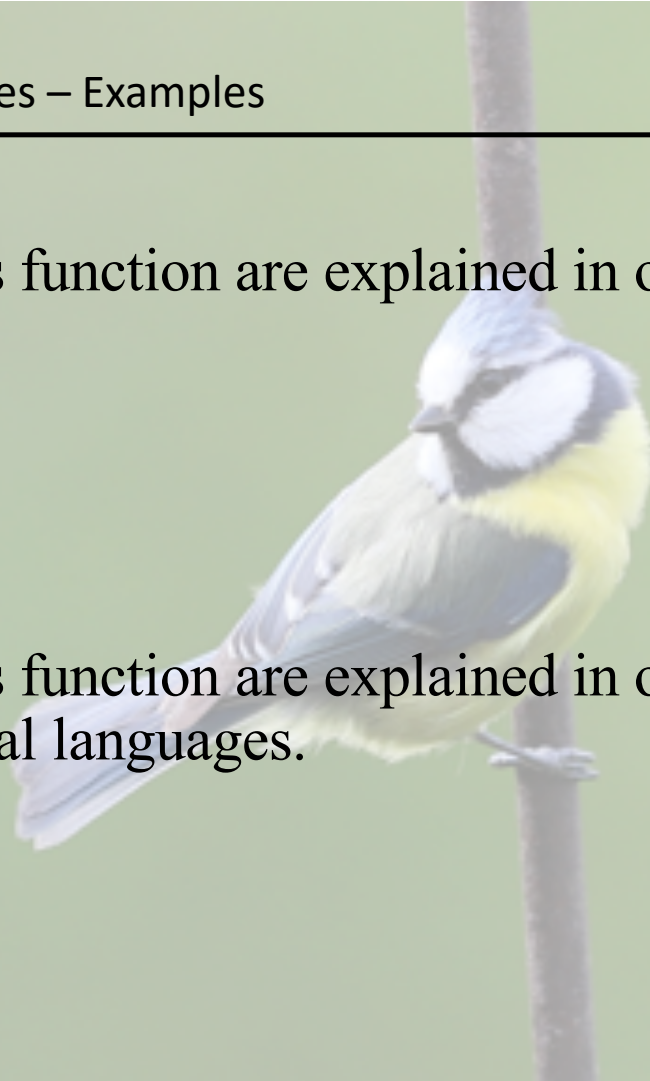 es – Examples
s function are explained in o
s function are explained in o
al languages.